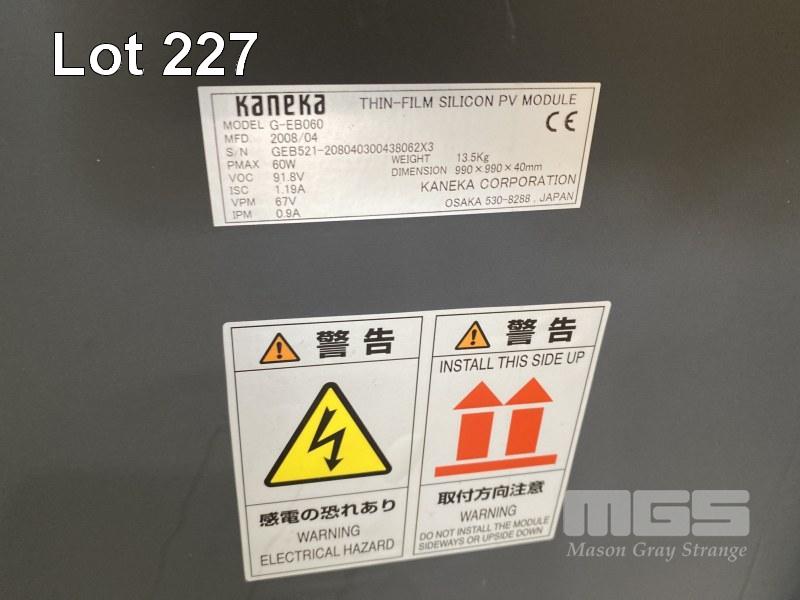 Lot 227
Kaneka THIN-FILM SILICON PV MODULE
MODEL G-EB060
MFD 2008/04
S/N GEB521-208040300438062X3
PMAX 60W WEIGHT 13.5Kg
VOC 91.8V DIMENSION 990×990×40mm
ISC 1.19A KANEKA CORPORATION
VPM 67V OSAKA 530-8288 , JAPAN
IPM 0.9A
CE
警告
感電の恐れあり
WARNING
ELECTRICAL HAZARD
警告
INSTALL THIS SIDE UP
取付方向注意
WARNING
DO NOT INSTALL THE MODULE
SIDEWAYS OR UPSIDE DOWN
MGS
Mason Gray Strange